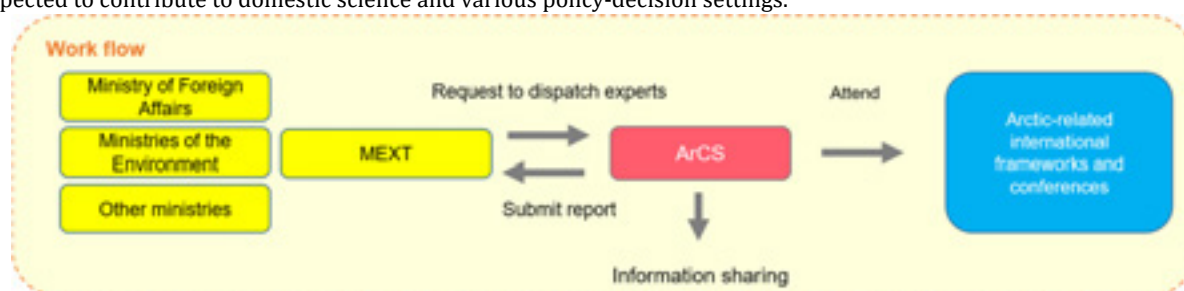 pected to contribute to domestic science and various policy-decision settings.
Work flow
Ministry of Foreign
Affairs
Ministries of the
Environment
Other ministries
MEXT
Request to dispatch experts
Submit report
ArCS
Information sharing
Attend
Arctic-related
international
frameworks and
conferences